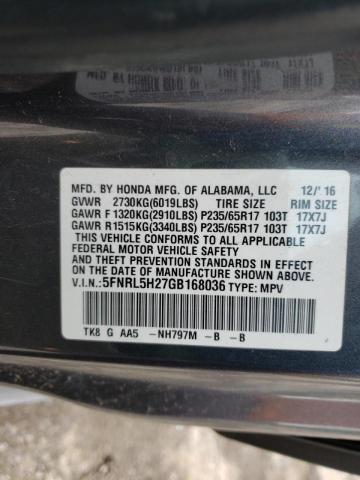 MFD. BY HONDA MFG. OF ALABAMA, LLC 12/'16
GVWR 2730KG(6019LBS) TIRE SIZE RIM SIZE
GAWR F 1320KG(2910LBS) P235/65R17 103T 17X7J
GAWR R1515KG(3340LBS) P235/65R17 103T 17X7J
THIS VEHICLE CONFORMS TO ALL APPLICABLE
FEDERAL MOTOR VEHICLE SAFETY AND
THEFT PREVENTION STANDARDS IN EFFECT
ON THE DATE OF MANUFACTURE SHOWN ABOVE.
V.I.N.: 5FNRL5H27GB168036 TYPE: MPV
TK8 G AA5 -NH797M -B -B